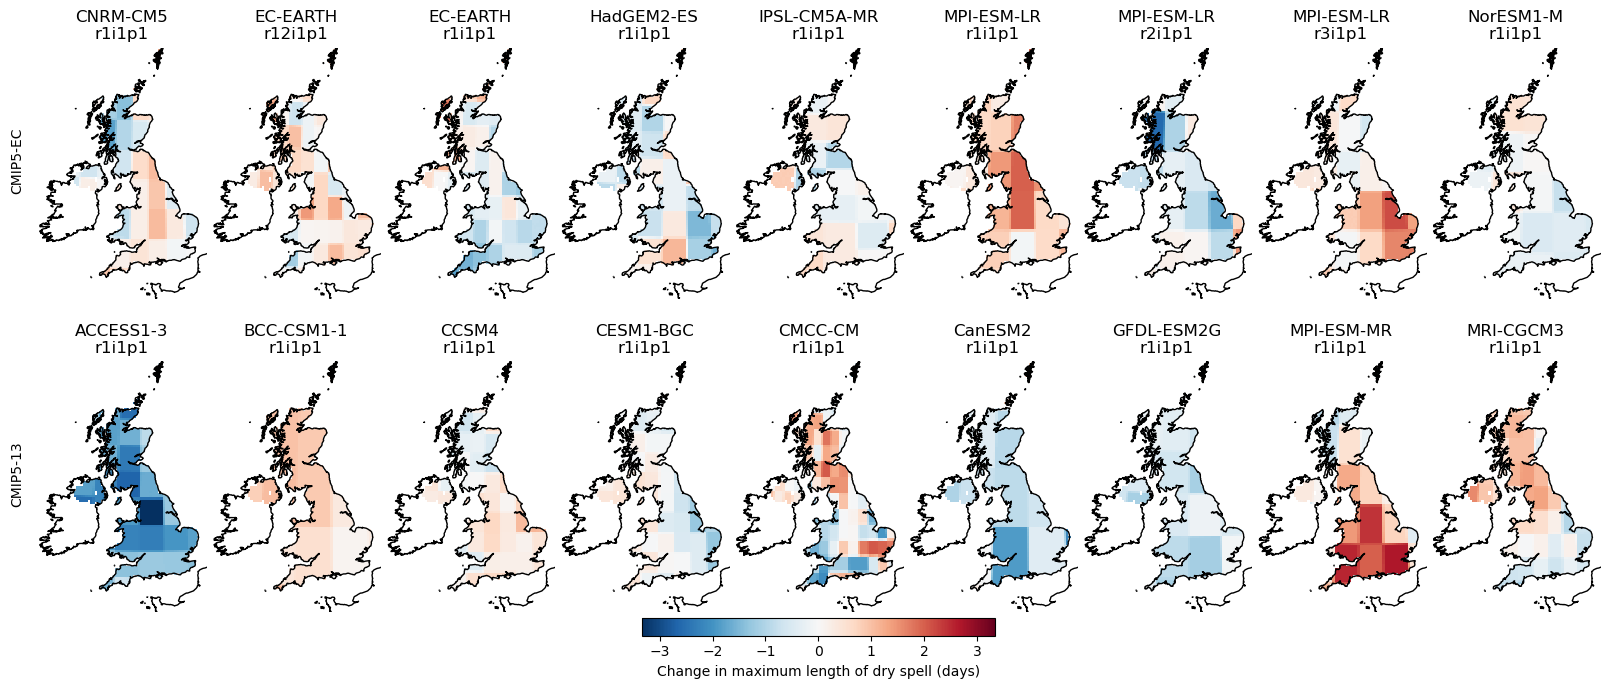 CNRM-CM5 EC-EARTH EC-EARTH HadGEM2-ES IPSL-CM5A-MR MPI-ESM-LR MPI-ESM-LR MPI-ESM-LR NorESM1-M
r1i1p1 r12i1p1 r1i1p1 r1i1p1 r1i1p1 r1i1p1 r2i1p1 r3i1p1 r1i1p1
CMIP5-EC
ACCESS1-3 BCC-CSM1-1 CCSM4 CESM1-BGC CMCC-CM CanESM2 GFDL-ESM2G MPI-ESM-MR MRI-CGCM3
r1i1p1 r1i1p1 r1i1p1 r1i1p1 r1i1p1 r1i1p1 r1i1p1 r1i1p1 r1i1p1
CMIP5-13
−3 −2 −1 0 1 2 3
Change in maximum length of dry spell (days)